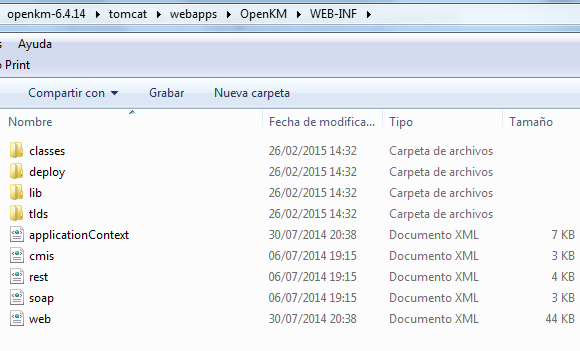 openkm-6.4.14 tomcat webapps OpenKM WEB-INF
s Ayuda
o Print
Compartir con Grabar Nueva carpeta
Nombre Fecha de modifica... Tipo Tamaño
classes 26/02/2015 14:32 Carpeta de archivos
deploy 26/02/2015 14:32 Carpeta de archivos
lib 26/02/2015 14:32 Carpeta de archivos
tlds 26/02/2015 14:32 Carpeta de archivos
applicationContext 30/07/2014 20:38 Documento XML 7 KB
cmis 06/07/2014 19:15 Documento XML 3 KB
rest 06/07/2014 19:15 Documento XML 4 KB
soap 06/07/2014 19:15 Documento XML 3 KB
web 30/07/2014 20:38 Documento XML 44 KB